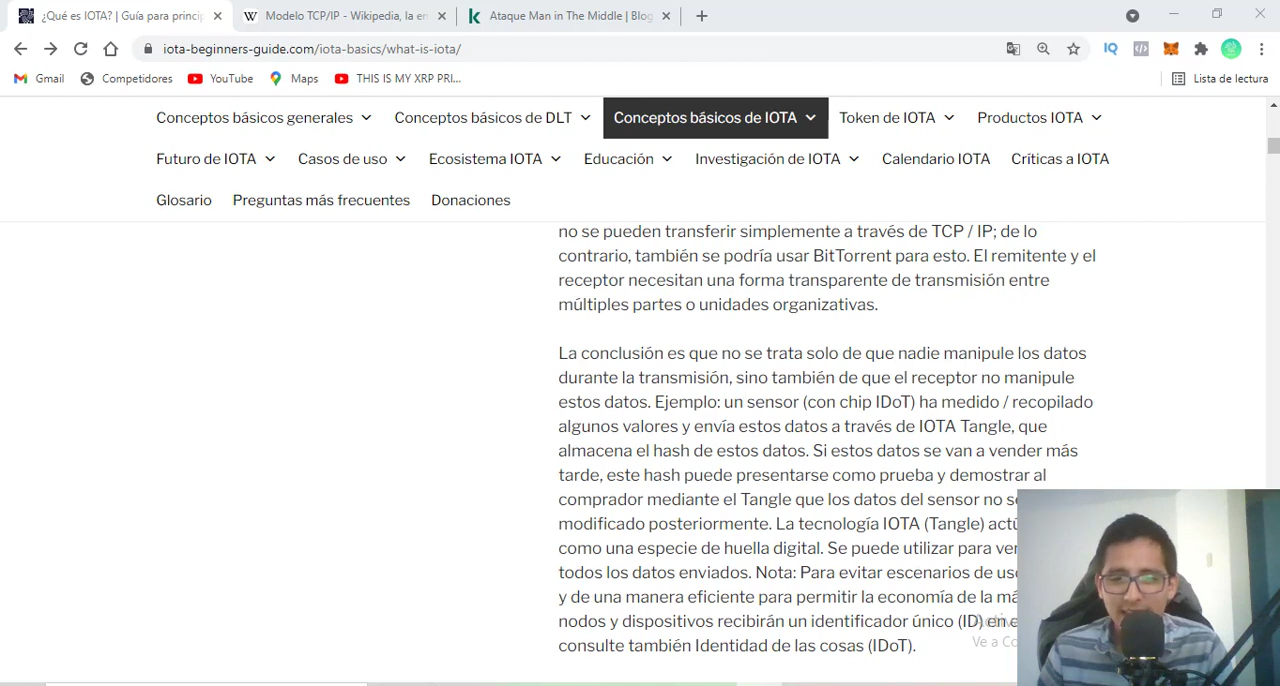 ¿Qué es IOTA? | Guía para princip
Modelo TCP/IP - Wikipedia, la en
Ataque Man in The Middle | Blog
iota-beginners-guide.com/iota-basics/what-is-iota/
IQ
Gmail
Competidores
YouTube
Maps
THIS IS MY XRP PRI...
Lista de lectura
Conceptos básicos generales
Conceptos básicos de DLT
Conceptos básicos de IOTA
Token de IOTA
Productos IOTA
Futuro de IOTA
Casos de uso
Ecosistema IOTA
Educación
Investigación de IOTA
Calendario IOTA
Críticas a IOTA
Glosario
Preguntas más frecuentes
Donaciones
no se pueden transferir simplemente a través de TCP / IP; de lo
contrario, también se podría usar BitTorrent para esto. El remitente y el
receptor necesitan una forma transparente de transmisión entre
múltiples partes o unidades organizativas.
La conclusión es que no se trata solo de que nadie manipule los datos
durante la transmisión, sino también de que el receptor no manipule
estos datos. Ejemplo: un sensor (con chip IDoT) ha medido / recopilado
algunos valores y envía estos datos a través de IOTA Tangle, que
almacena el hash de estos datos. Si estos datos se van a vender más
tarde, este hash puede presentarse como prueba y demostrar al
comprador mediante el Tangle que los datos del sensor no s
modificado posteriormente. La tecnología IOTA (Tangle) actú
como una especie de huella digital. Se puede utilizar para ver
todos los datos enviados. Nota: Para evitar escenarios de us
y de una manera eficiente para permitir la economía de la má
nodos y dispositivos recibirán un identificador único (ID) en e
consulte también Identidad de las cosas (IDoT).
Ve a Co